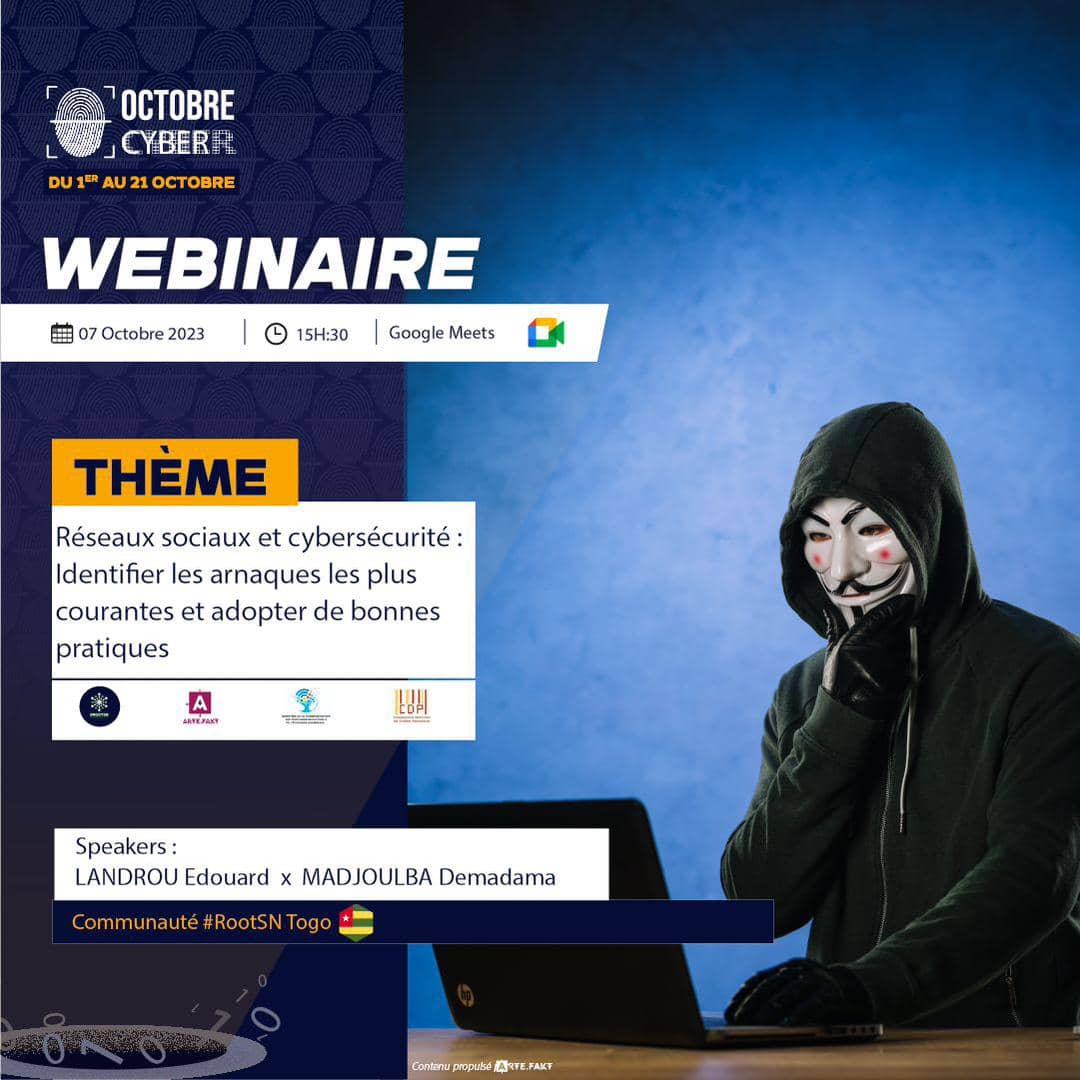 OCTOBRE
CYBER
DU 1ER AU 21 OCTOBRE
WEBINAIRE
07 Octobre 2023 | 15H:30 | Google Meets
THÈME
Réseaux sociaux et cybersécurité :
Identifier les arnaques les plus
courantes et adopter de bonnes
pratiques
ARTE.FAKT
CDP
Speakers :
LANDROU Edouard x MADJOULBA Demadama
Communauté #RootSN Togo
hp
Contenu propulsé ARTE.FAKT